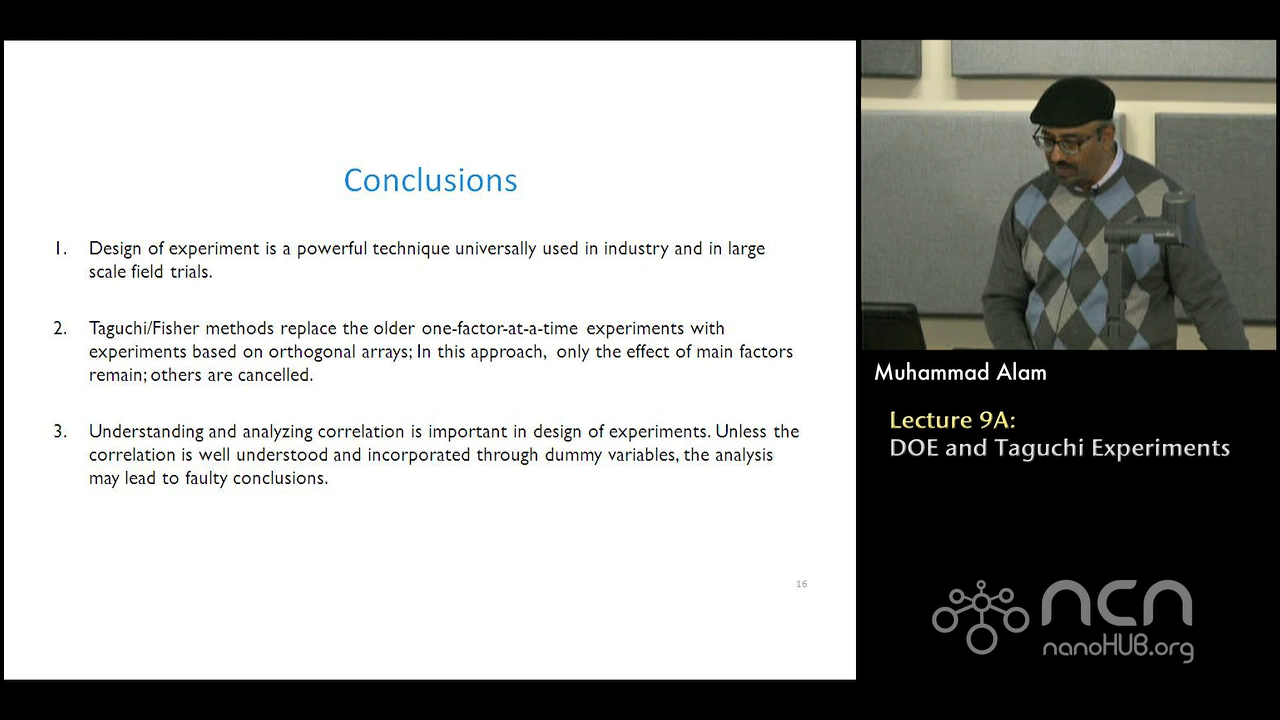 Conclusions
1. Design of experiment is a powerful technique universally used in industry and in large
scale field trials.
2. Taguchi/Fisher methods replace the older one-factor-at-a-time experiments with
experiments based on orthogonal arrays; In this approach, only the effect of main factors
remain; others are cancelled.
3. Understanding and analyzing correlation is important in design of experiments. Unless the
correlation is well understood and incorporated through dummy variables, the analysis
may lead to faulty conclusions.
16
Muhammad Alam
Lecture 9A:
DOE and Taguchi Experiments
ncn
nanoHUB.org